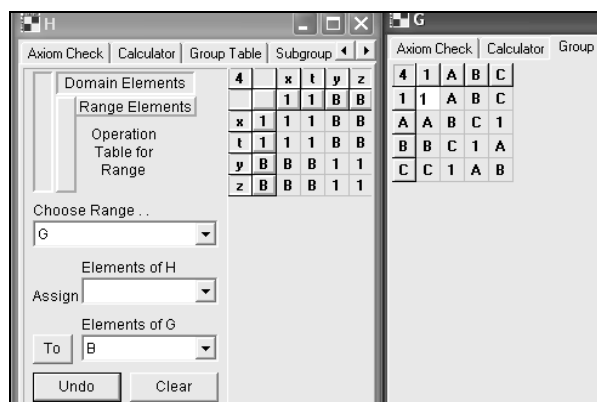 H
Axiom Check Calculator Group Table Subgroup
Domain Elements
Range Elements
Operation
Table for
Range
4 x t y z
1 1 B B
x 1 1 1 B B
t 1 1 1 B B
y B B B 1 1
z B B B 1 1
Choose Range . .
G
Elements of H
Assign
Elements of G
To B
Undo Clear
G
Axiom Check Calculator Group
4 1 A B C
1 1 A B C
A A B C 1
B B C 1 A
C C 1 A B